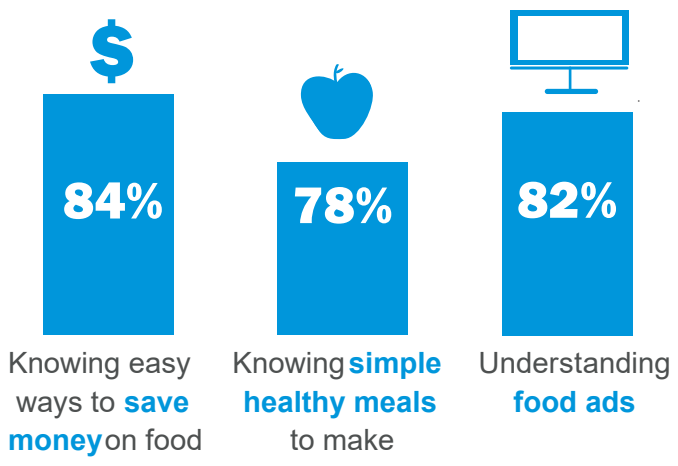 $
84%
78%
82%
Knowing easy
ways to save
money on food
Knowing simple
healthy meals
to make
Understanding
food ads